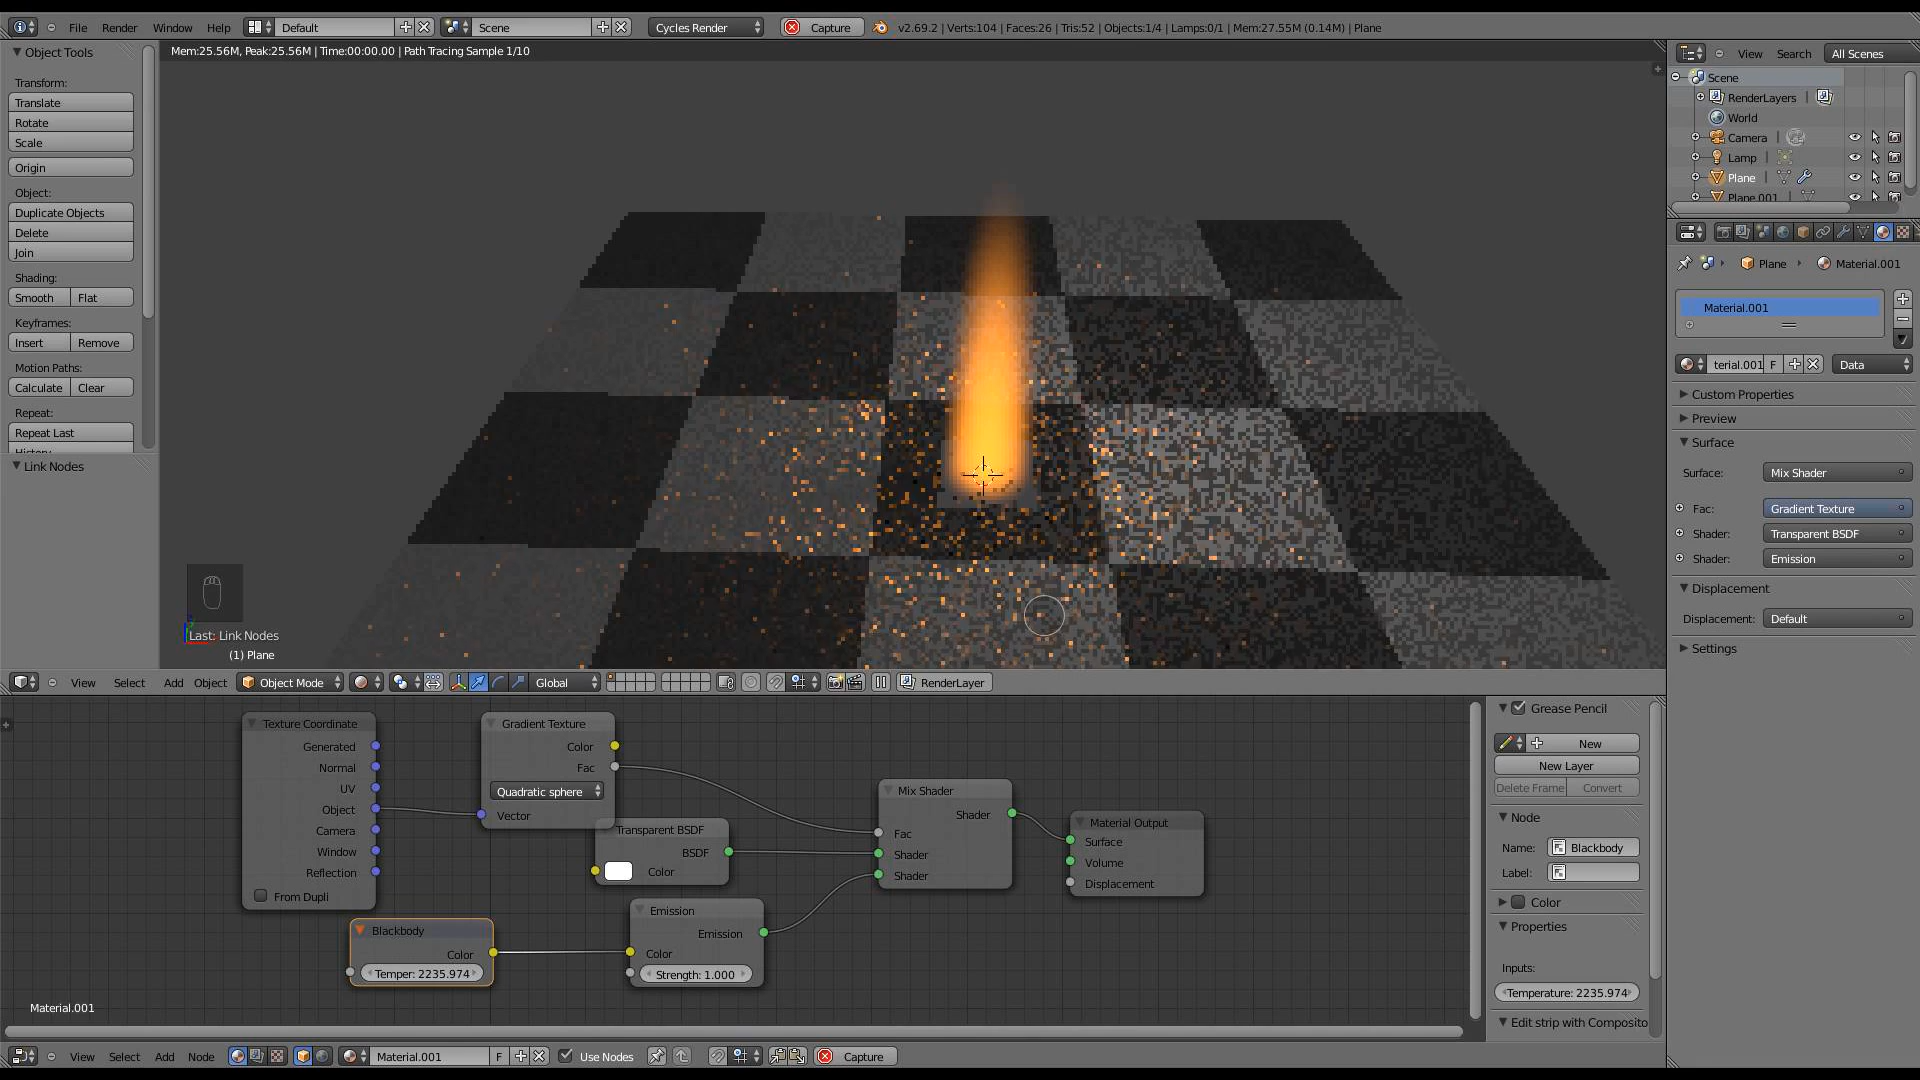 File Render Window Help Default Scene Cycles Render Capture v2.69.2 | Verts:104 | Faces:26 | Tris:52 | Objects:1/4 | Lamps:0/1 | Mem:27.55M (0.14M) | Plane
Object Tools
Transform:
Translate
Rotate
Scale
Origin
Object:
Duplicate Objects
Delete
Join
Shading:
Smooth Flat
Keyframes:
Insert Remove
Motion Paths:
Calculate Clear
Repeat:
Repeat Last
History
Link Nodes
Mem:25.56M, Peak:25.56M | Time:00:00.00 | Path Tracing Sample 1/10
Last: Link Nodes
(1) Plane
View Select Add Object Object Mode Global RenderLayer
View Search All Scenes
Scene
RenderLayers |
World
Camera |
Lamp |
Plane |
Plane.001 |
Plane Material.001
Material.001
terial.001 F Data
Custom Properties
Preview
Surface
Surface: Mix Shader
Fac: Gradient Texture
Shader: Transparent BSDF
Shader: Emission
Displacement
Displacement: Default
Settings
Texture Coordinate
Generated
Normal
UV
Object
Camera
Window
Reflection
From Dupli
Gradient Texture
Color
Fac
Quadratic sphere
Vector
Transparent BSDF
BSDF
Color
Blackbody
Color
Temper: 2235.974
Emission
Emission
Color
Strength: 1.000
Mix Shader
Shader
Fac
Shader
Shader
Material Output
Surface
Volume
Displacement
Material.001
Grease Pencil
New
New Layer
Delete Frame Convert
Node
Name: Blackbody
Label:
Color
Properties
Inputs:
Temperature: 2235.974
Edit strip with Composito
View Select Add Node Material.001 F Use Nodes Capture